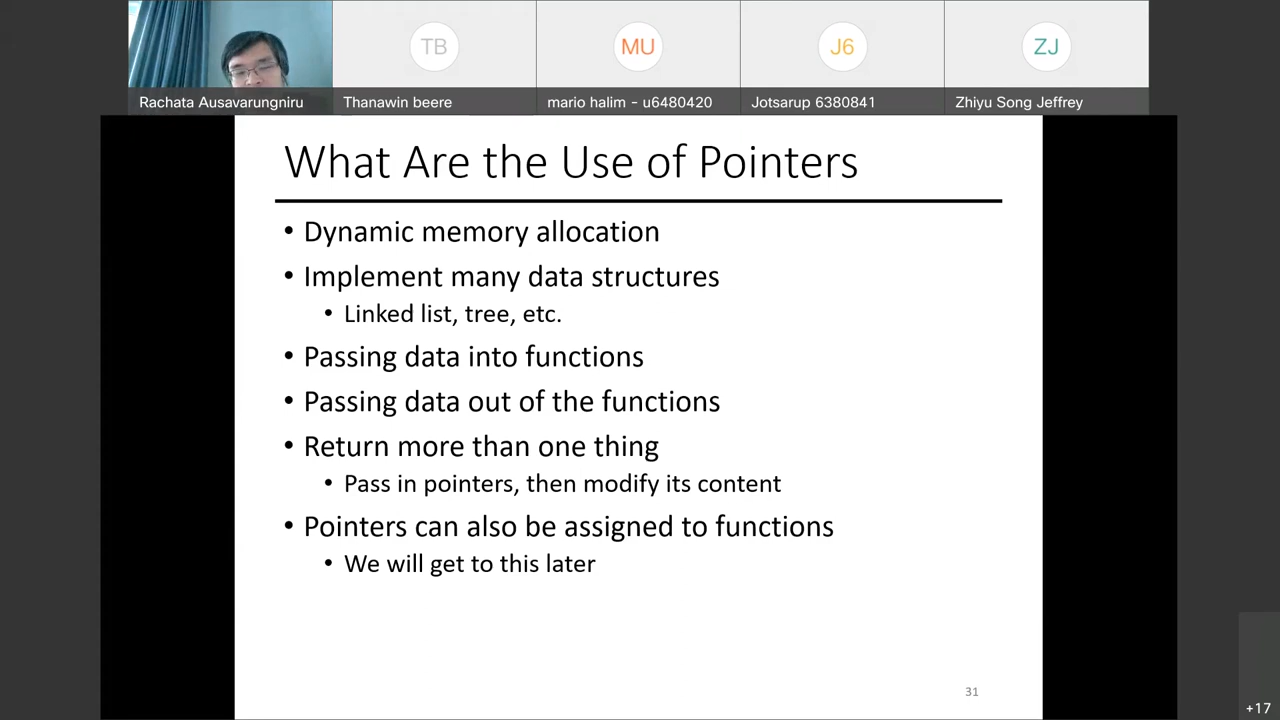 TB
MU
J6
ZJ
Rachata Ausavarungniru
Thanawin beere
mario halim - u6480420
Jotsarup 6380841
Zhiyu Song Jeffrey
What Are the Use of Pointers
• Dynamic memory allocation
• Implement many data structures
• Linked list, tree, etc.
• Passing data into functions
• Passing data out of the functions
• Return more than one thing
• Pass in pointers, then modify its content
• Pointers can also be assigned to functions
• We will get to this later
31
+17